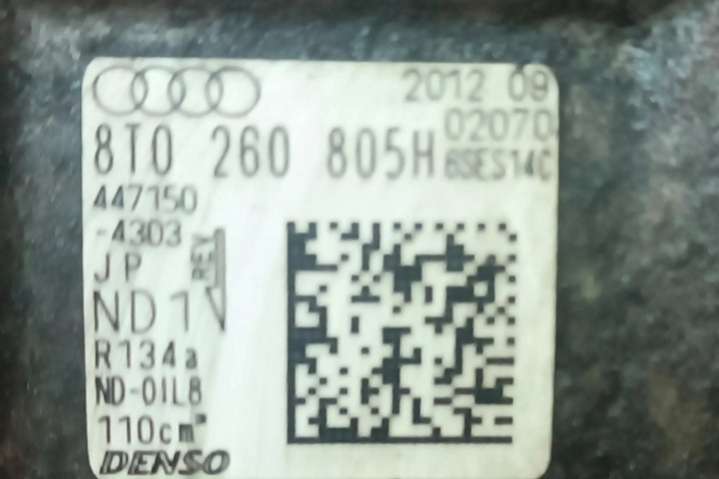 2012 09
02070
8T0 260 805H 6SES14C
447150
-4303
JP REV
ND1
R134a
ND-OIL8
110cm³
DENSO